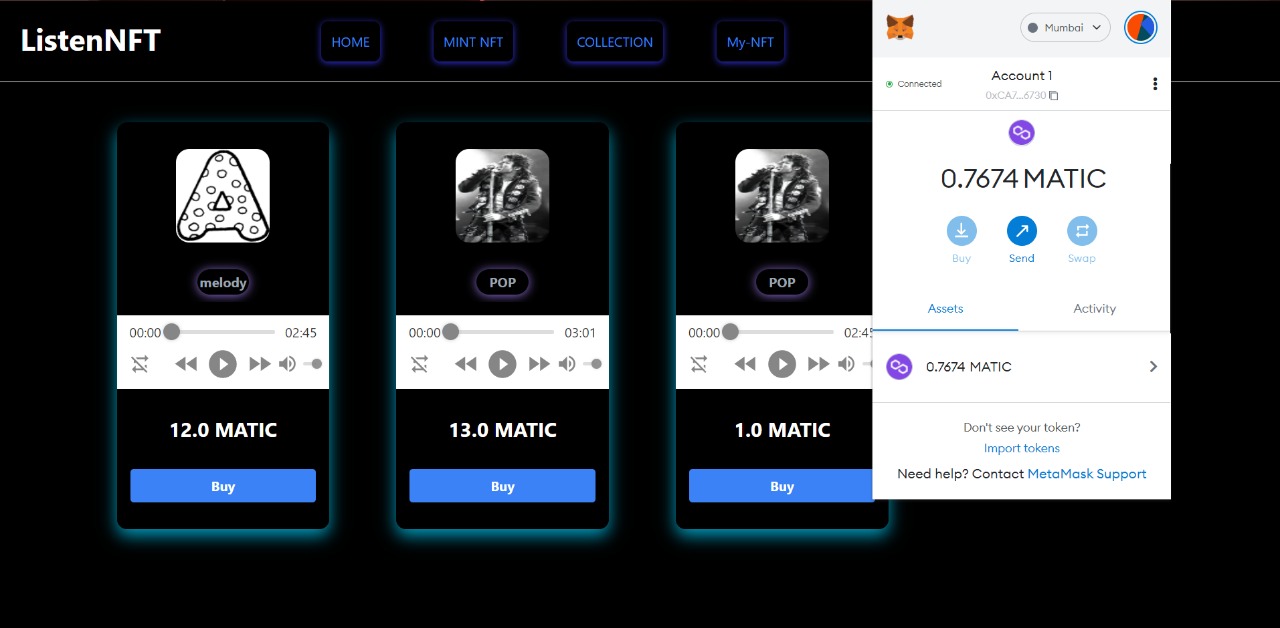 ListenNFT
HOME
MINT NFT
COLLECTION
My-NFT
melody
00:00
02:45
12.0 MATIC
Buy
POP
00:00
03:01
13.0 MATIC
Buy
POP
00:00
1.0 MATIC
Buy
Mumbai
Connected
Account 1
0xCA7...6730
0.7674 MATIC
Buy
Send
Swap
Assets
Activity
0.7674 MATIC
Don't see your token?
Import tokens
Need help? Contact MetaMask Support